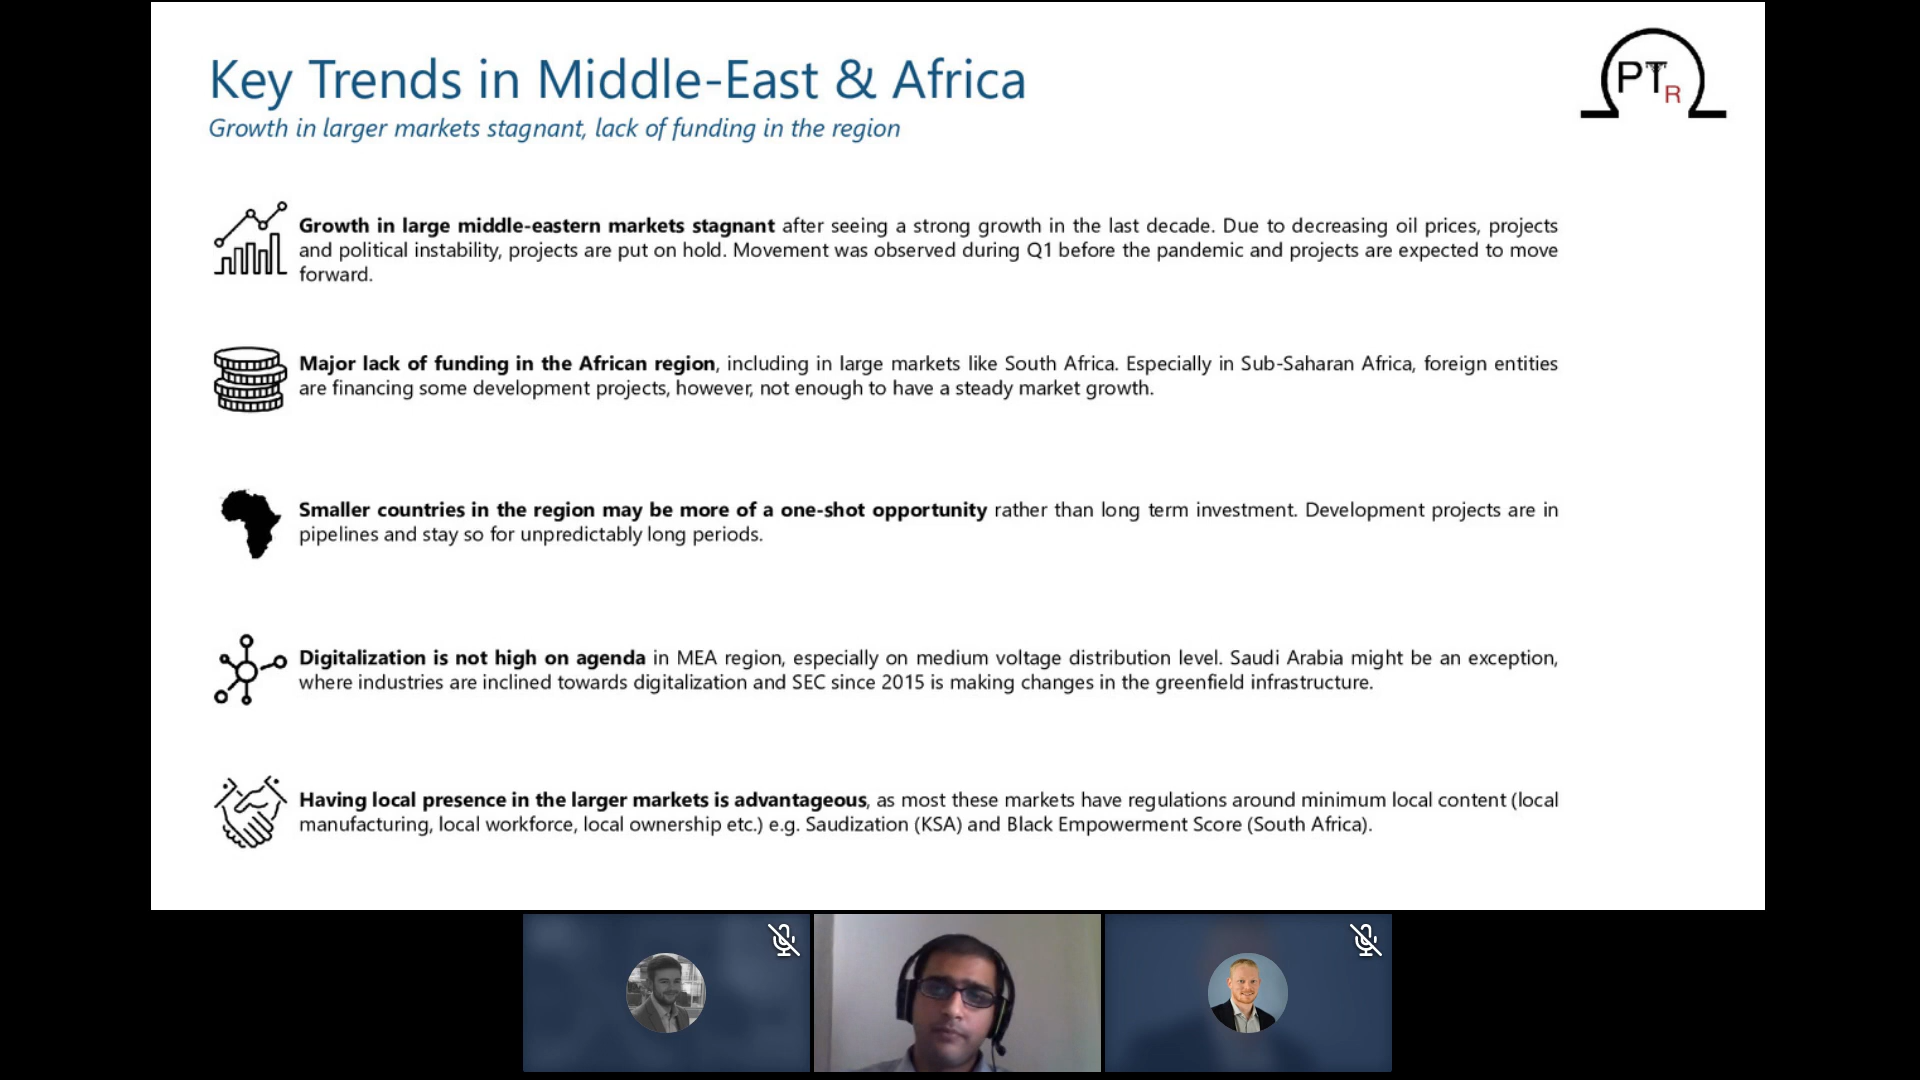 Key Trends in Middle-East & Africa
Growth in larger markets stagnant, lack of funding in the region
PTR
Growth in large middle-eastern markets stagnant after seeing a strong growth in the last decade. Due to decreasing oil prices, projects
and political instability, projects are put on hold. Movement was observed during Q1 before the pandemic and projects are expected to move
forward.
Major lack of funding in the African region, including in large markets like South Africa. Especially in Sub-Saharan Africa, foreign entities
are financing some development projects, however, not enough to have a steady market growth.
Smaller countries in the region may be more of a one-shot opportunity rather than long term investment. Development projects are in
pipelines and stay so for unpredictably long periods.
Digitalization is not high on agenda in MEA region, especially on medium voltage distribution level. Saudi Arabia might be an exception,
where industries are inclined towards digitalization and SEC since 2015 is making changes in the greenfield infrastructure.
Having local presence in the larger markets is advantageous, as most these markets have regulations around minimum local content (local
manufacturing, local workforce, local ownership etc.) e.g. Saudization (KSA) and Black Empowerment Score (South Africa).